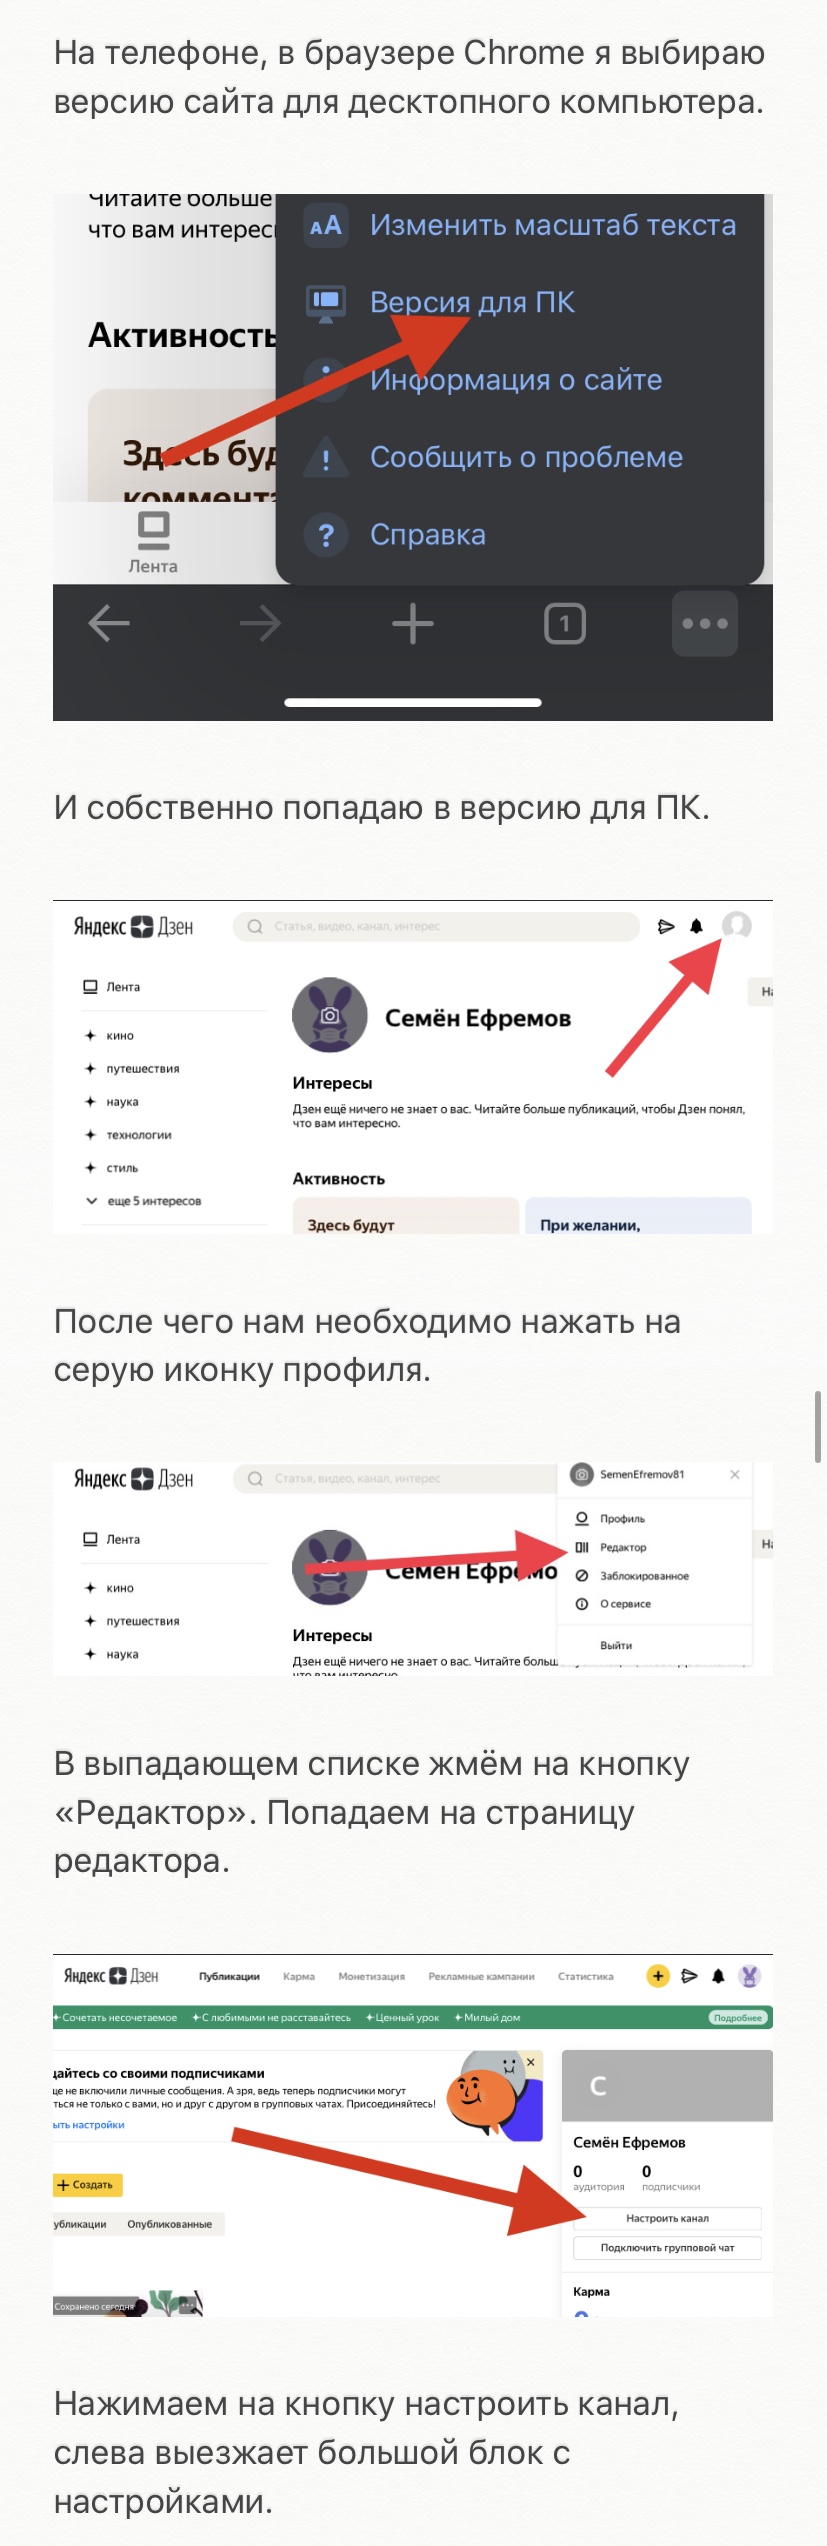 На телефоне, в браузере Chrome я выбираю
версию сайта для десктопного компьютера.
Читайте больше
что вам интерес
Активность
Здесь буд
коммента
Лента
Изменить масштаб текста
Версия для ПК
Информация о сайте
Сообщить о проблеме
Справка
1
И собственно попадаю в версию для ПК.
Яндекс Дзен
Статья, видео, канал, интерес
Лента
кино
путешествия
наука
технологии
стиль
еще 5 интересов
Семён Ефремов
На
Интересы
Дзен ещё ничего не знает о вас. Читайте больше публикаций, чтобы Дзен понял,
что вам интересно.
Активность
Здесь будут
При желании,
После чего нам необходимо нажать на
серую иконку профиля.
Яндекс Дзен
Статья, видео, канал, интерес
Лента
кино
путешествия
наука
Семён Ефремо
На
Интересы
Дзен ещё ничего не знает о вас. Читайте больш
что вам интересно
SemenEfremov81
Профиль
Редактор
Заблокированное
О сервисе
Выйти
В выпадающем списке жмём на кнопку
«Редактор». Попадаем на страницу
редактора.
Яндекс Дзен
Публикации Карма Монетизация Рекламные кампании Статистика
Сочетать несочетаемое С любимыми не расставайтесь Ценный урок Милый дом Подробнее
щайтесь со своими подписчиками
ще не включили личные сообщения. А зря, ведь теперь подписчики могут
ться не только с вами, но и друг с другом в групповых чатах. Присоединяйтесь!
ыть настройки
Создать
убликации Опубликованные
Сохранено сегодня
С
Семён Ефремов
0 0
аудитория подписчики
Настроить канал
Подключить групповой чат
Карма
Нажимаем на кнопку настроить канал,
слева выезжает большой блок с
настройками.